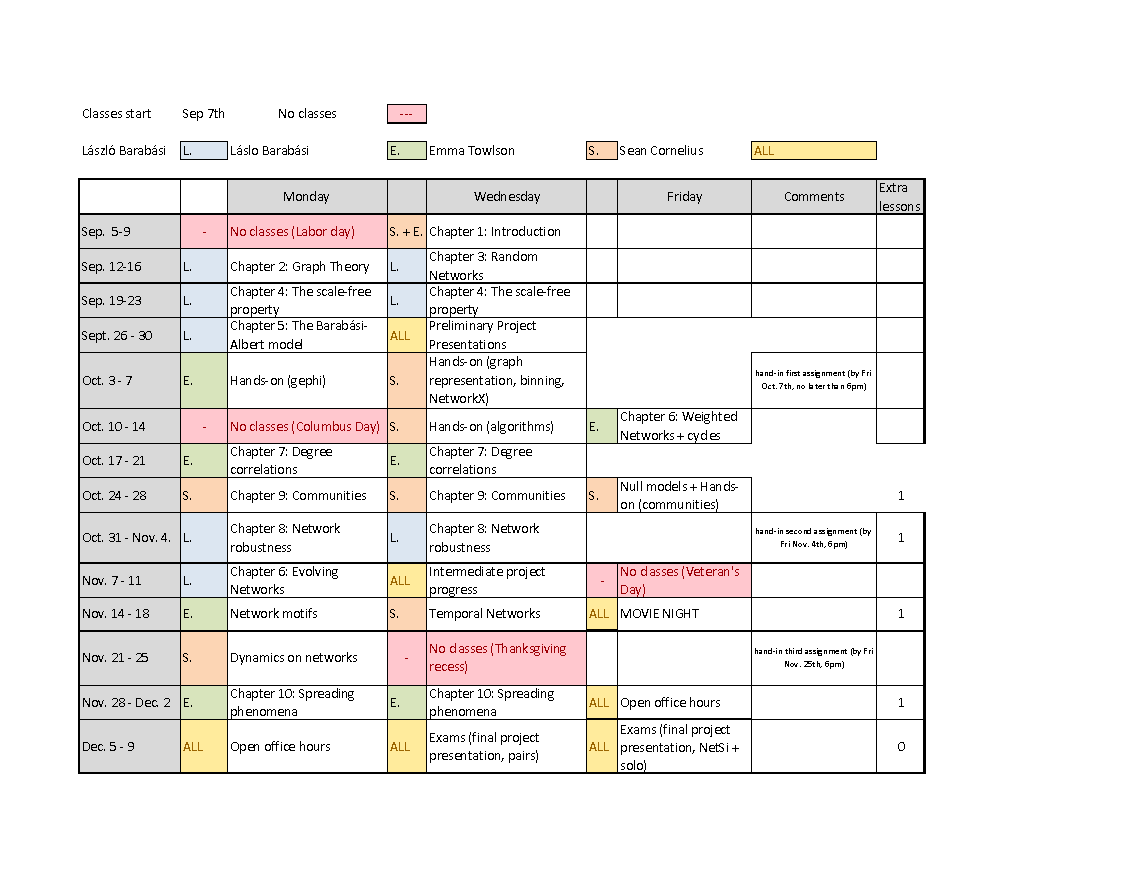 Classes start Sep 7th No classes ---
László Barabási L. Láslo Barabási E. Emma Towlson S. Sean Cornelius ALL
Monday Wednesday Friday Comments Extra lessons
Sep. 5-9 - No classes (Labor day) S. + E. Chapter 1: Introduction
Sep. 12-16 L. Chapter 2: Graph Theory L. Chapter 3: Random Networks
Sep. 19-23 L. Chapter 4: The scale-free property L. Chapter 4: The scale-free property
Sept. 26 - 30 L. Chapter 5: The Barabási-Albert model ALL Preliminary Project Presentations
Oct. 3 - 7 E. Hands-on (gephi) S. Hands-on (graph representation, binning, NetworkX) hand-in first assignment (by Fri Oct. 7th, no later than 6pm)
Oct. 10 - 14 - No classes (Columbus Day) S. Hands-on (algorithms) E. Chapter 6: Weighted Networks + cycles
Oct. 17 - 21 E. Chapter 7: Degree correlations E. Chapter 7: Degree correlations
Oct. 24 - 28 S. Chapter 9: Communities S. Chapter 9: Communities S. Null models + Hands-on (communities) 1
Oct. 31 - Nov. 4. L. Chapter 8: Network robustness L. Chapter 8: Network robustness hand-in second assignment (by Fri Nov. 4th, 6pm) 1
Nov. 7 - 11 L. Chapter 6: Evolving Networks ALL Intermediate project progress - No classes (Veteran's Day)
Nov. 14 - 18 E. Network motifs S. Temporal Networks ALL MOVIE NIGHT 1
Nov. 21 - 25 S. Dynamics on networks - No classes (Thanksgiving recess) hand-in third assignment (by Fri Nov. 25th, 6pm)
Nov. 28 - Dec. 2 E. Chapter 10: Spreading phenomena E. Chapter 10: Spreading phenomena ALL Open office hours 1
Dec. 5 - 9 ALL Open office hours ALL Exams (final project presentation, pairs) ALL Exams (final project presentation, NetSi + solo) 0